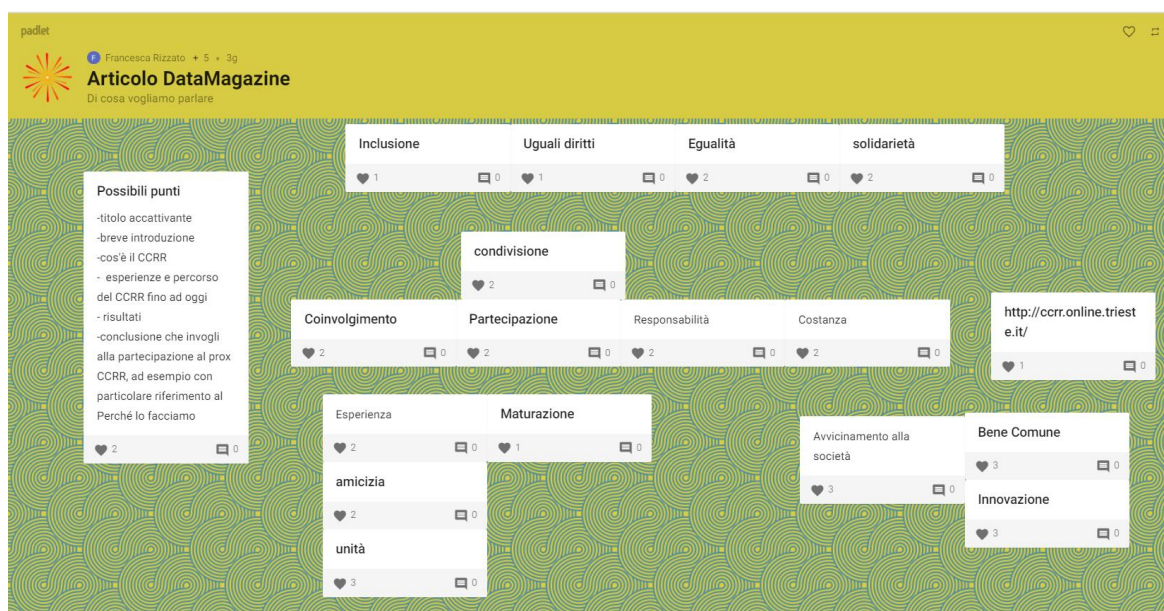 padlet
F Francesca Rizzato + 5 • 3g
Articolo DataMagazine
Di cosa vogliamo parlare
Possibili punti
-titolo accattivante
-breve introduzione
-cos'è il CCRR
- esperienze e percorso
del CCRR fino ad oggi
- risultati
-conclusione che invogli
alla partecipazione al prox
CCRR, ad esempio con
particolare riferimento al
Perché lo facciamo
2 0
Inclusione
1 0
Uguali diritti
1 0
Egualità
2 0
solidarietà
2 0
condivisione
2 0
Coinvolgimento
2 0
Partecipazione
2 0
Responsabilità
2 0
Costanza
2 0
http://ccrr.online.triest
e.it/
1 0
Esperienza
2 0
Maturazione
1 0
amicizia
2 0
unità
3 0
Avvicinamento alla
società
3 0
Bene Comune
3 0
Innovazione
3 0